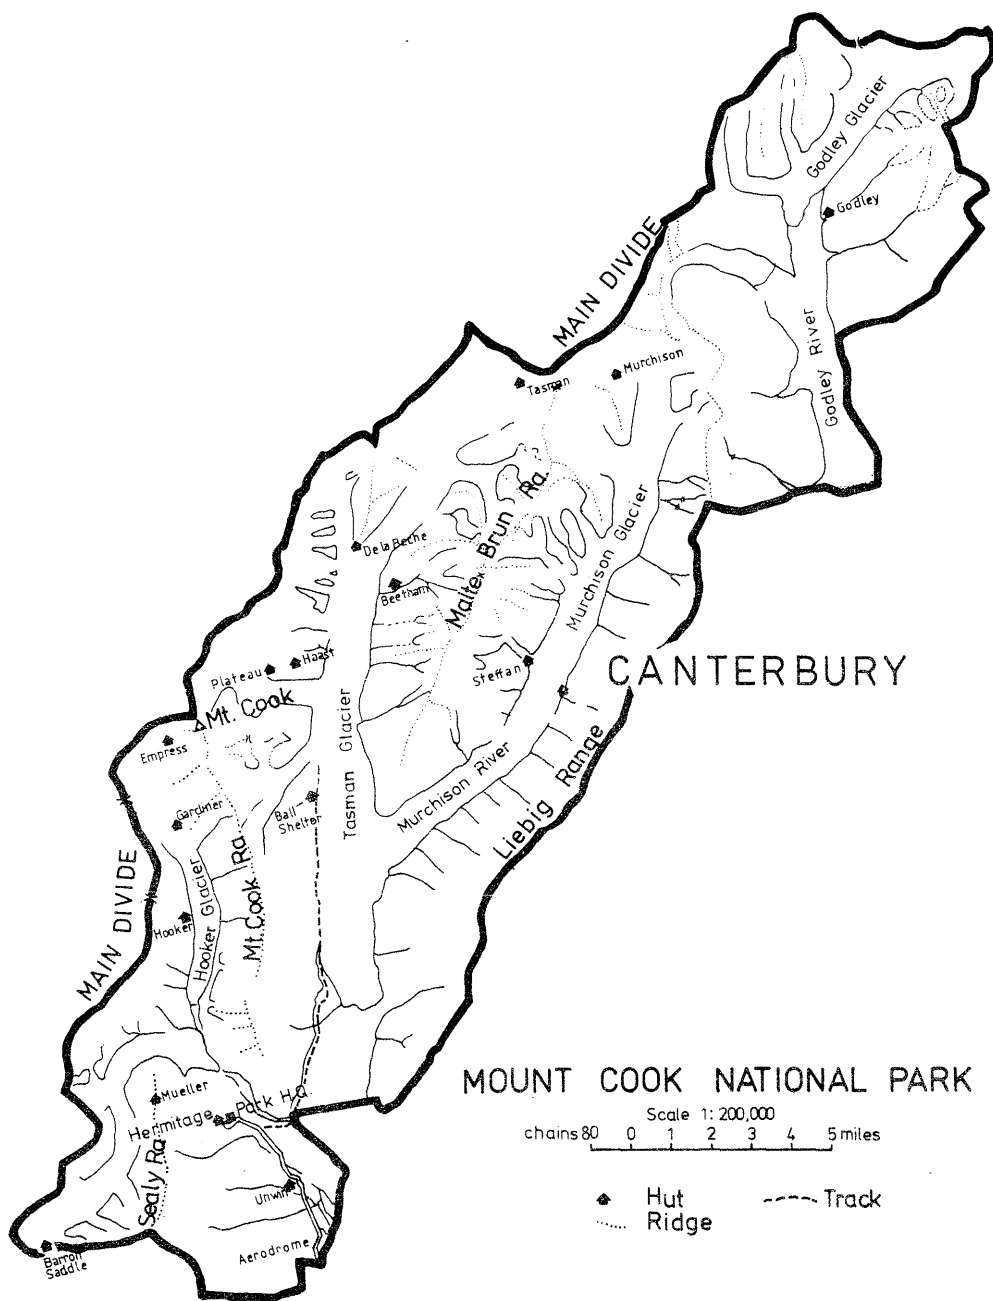 Godley Glacier
Godley
MAIN DIVIDE
Godley River
Murchison
Tasman
Malte Brun Ra.
Murchison Glacier
De la Beche
Beetham
CANTERBURY
Steffan
Haast
Plateau
Mt. Cook
Empress
Tasman Glacier
Liebig Range
Murchison River
Ball
Shelter
Gardiner
Mt. Cook Ra
Hooker Glacier
Hooker
MAIN DIVIDE
Mueller
Hermitage
Park H.Q.
Sealy Ra
Unwin
Aerodrome
Barron
Saddle
MOUNT COOK NATIONAL PARK
Scale 1: 200,000
chains 80 0 1 2 3 4 5 miles
Hut
Track
Ridge